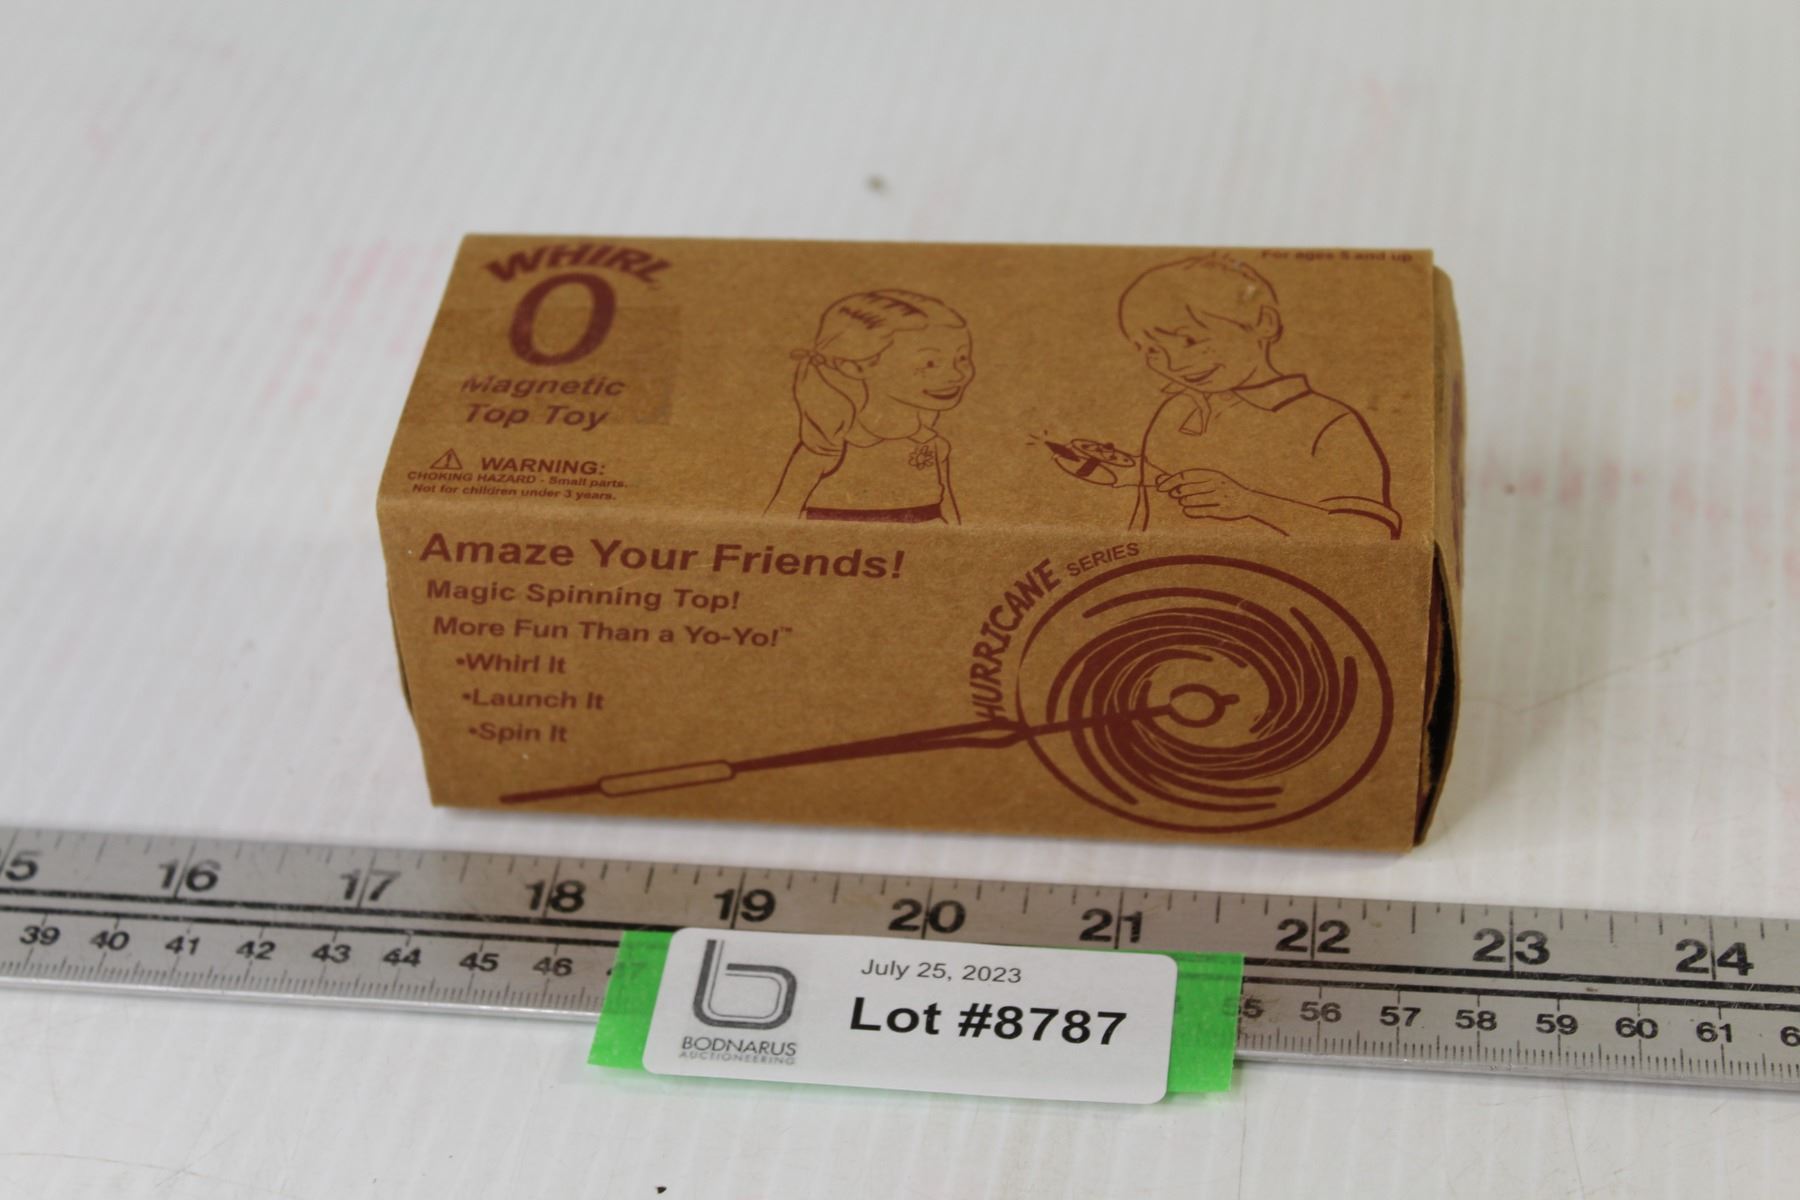 WHIRL
O
For ages 5 and up
Magnetic
Top Toy
WARNING:
CHOKING HAZARD - Small parts.
Not for children under 3 years.
Amaze Your Friends!
Magic Spinning Top!
More Fun Than a Yo-Yo!™
•Whirl It
•Launch It
•Spin It
HURRICANE SERIES
5 16 17 18 19 20 21 22 23 24
39 40 41 42 43 44 45 46 47 55 56 57 58 59 60 61 6
July 25, 2023
Lot #8787
BODNARUS
AUCTIONEERING